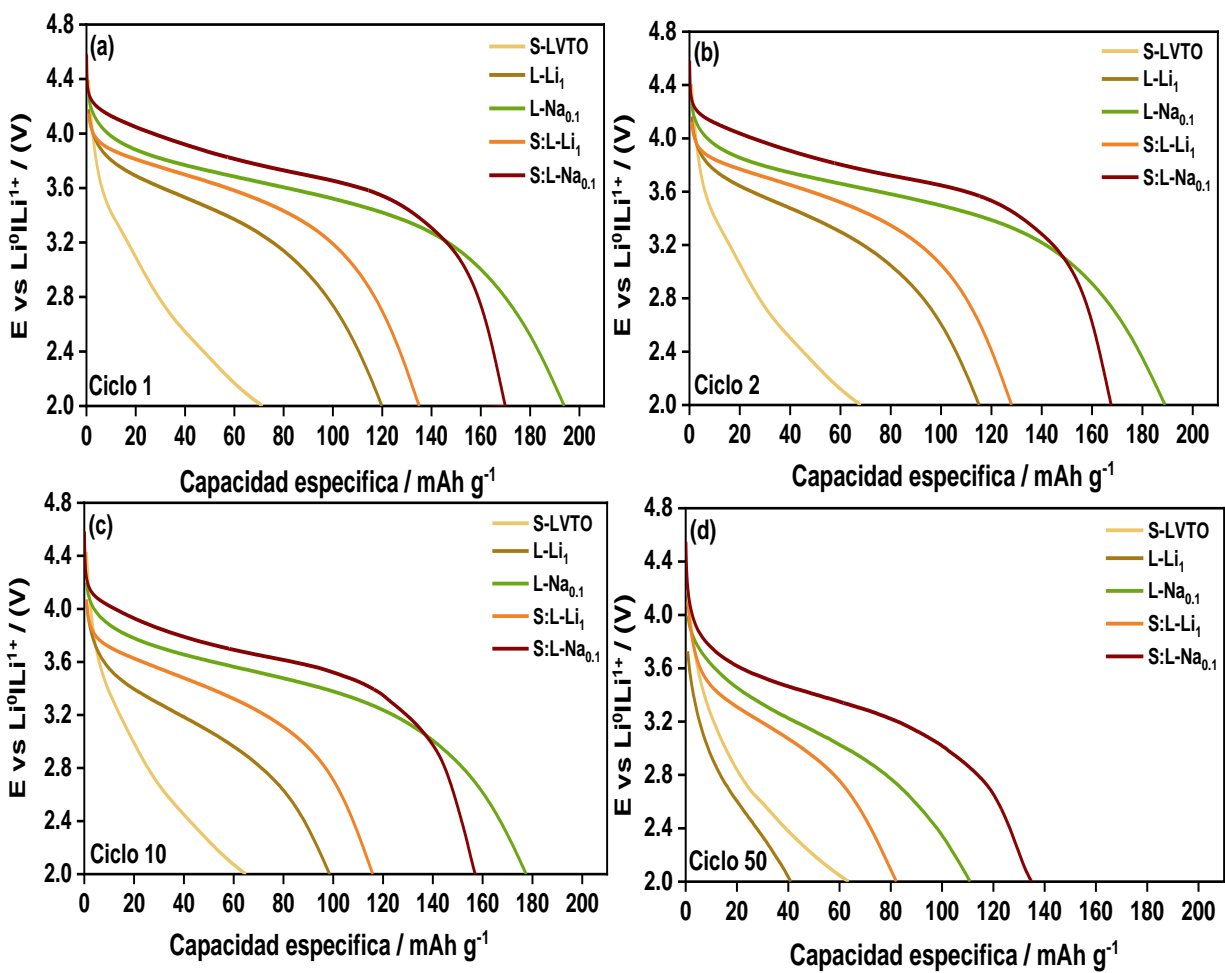 (a)
4.8
4.4
4.0
3.6
3.2
2.8
2.4
2.0
E vs Li⁰IILi¹⁺ / (V)
S-LVTO
L-Li₁
L-Na₀.₁
S:L-Li₁
S:L-Na₀.₁
Ciclo 1
0 20 40 60 80 100 120 140 160 180 200
Capacidad especifica / mAh g⁻¹
(b)
4.8
4.4
4.0
3.6
3.2
2.8
2.4
2.0
E vs Li⁰IILi¹⁺ / (V)
S-LVTO
L-Li₁
L-Na₀.₁
S:L-Li₁
S:L-Na₀.₁
Ciclo 2
0 20 40 60 80 100 120 140 160 180 200
Capacidad especifica / mAh g⁻¹
(c)
4.8
4.4
4.0
3.6
3.2
2.8
2.4
2.0
E vs Li⁰IILi¹⁺ / (V)
S-LVTO
L-Li₁
L-Na₀.₁
S:L-Li₁
S:L-Na₀.₁
Ciclo 10
0 20 40 60 80 100 120 140 160 180 200
Capacidad especifica / mAh g⁻¹
(d)
4.8
4.4
4.0
3.6
3.2
2.8
2.4
2.0
E vs Li⁰IILi¹⁺ / (V)
S-LVTO
L-Li₁
L-Na₀.₁
S:L-Li₁
S:L-Na₀.₁
Ciclo 50
0 20 40 60 80 100 120 140 160 180 200
Capacidad especifica / mAh g⁻¹